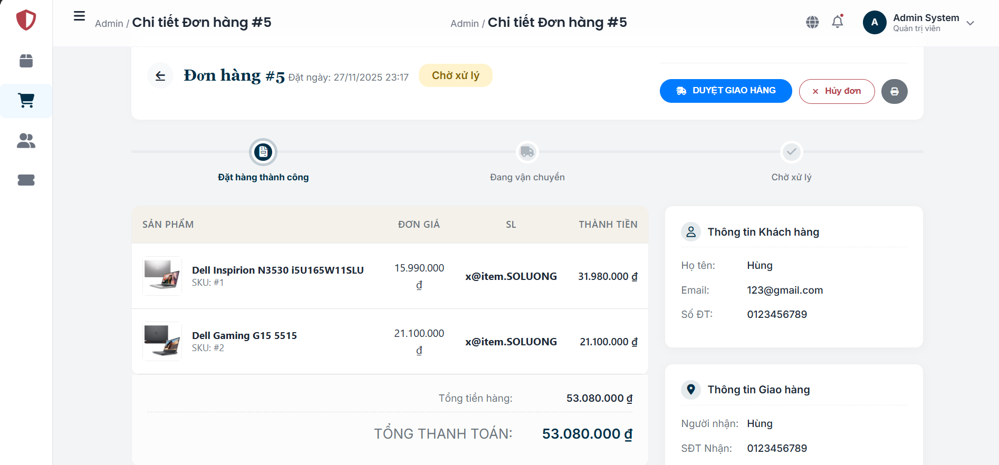 Admin / Chi tiết Đơn hàng #5
Admin / Chi tiết Đơn hàng #5
A
Admin System
Quản trị viên
Đơn hàng #5 Đặt ngày: 27/11/2025 23:17
Chờ xử lý
DUYỆT GIAO HÀNG
Hủy đơn
Đặt hàng thành công
Đang vận chuyển
Chờ xử lý
SẢN PHẨM ĐƠN GIÁ SL THÀNH TIỀN
Dell Inspirion N3530 i5U165W11SLU
SKU: #1
15.990.000
₫
x@item.SOLUONG
31.980.000 ₫
Dell Gaming G15 5515
SKU: #2
21.100.000
₫
x@item.SOLUONG
21.100.000 ₫
Tổng tiền hàng: 53.080.000 ₫
TỔNG THANH TOÁN: 53.080.000 ₫
Thông tin Khách hàng
Họ tên: Hùng
Email: 123@gmail.com
Số ĐT: 0123456789
Thông tin Giao hàng
Người nhận: Hùng
SĐT Nhận: 0123456789